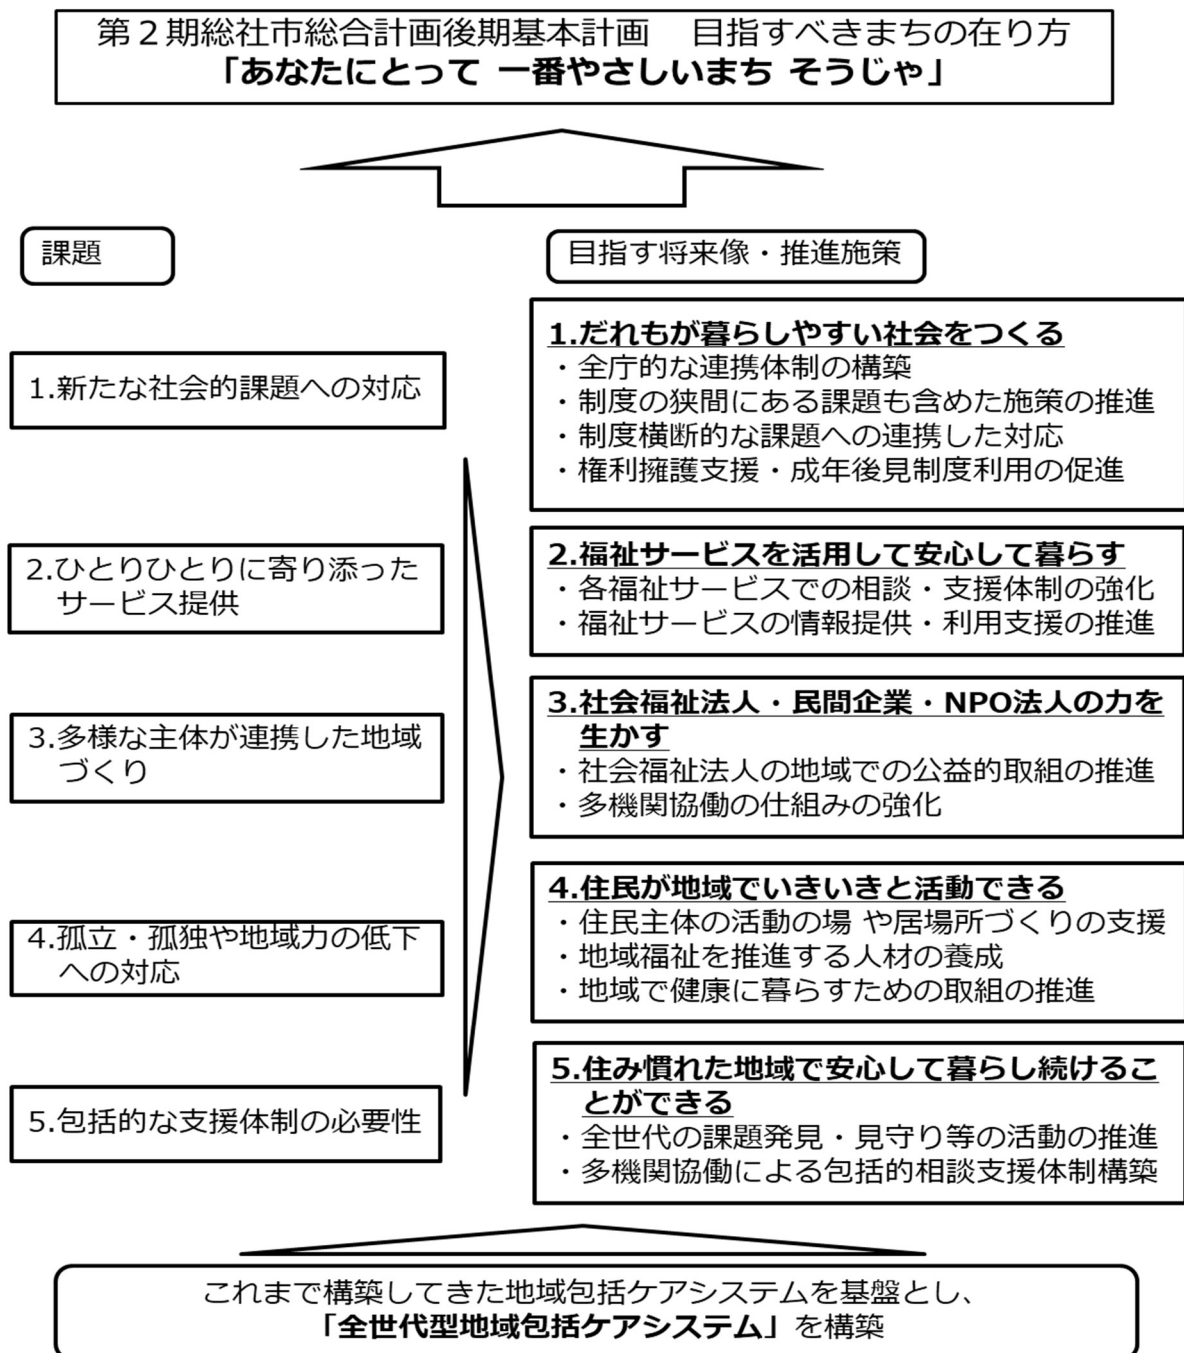 第２期総社市総合計画後期基本計画　目指すべきまちの在り方
「あなたにとって 一番やさしいまち そうじゃ」
課題
1.新たな社会的課題への対応
2.ひとりひとりに寄り添った
サービス提供
3.多様な主体が連携した地域
づくり
4.孤立・孤独や地域力の低下
への対応
5.包括的な支援体制の必要性
目指す将来像・推進施策
1.だれもが暮らしやすい社会をつくる
・全庁的な連携体制の構築
・制度の狭間にある課題も含めた施策の推進
・制度横断的な課題への連携した対応
・権利擁護支援・成年後見制度利用の促進
2.福祉サービスを活用して安心して暮らす
・各福祉サービスでの相談・支援体制の強化
・福祉サービスの情報提供・利用支援の推進
3.社会福祉法人・民間企業・NPO法人の力を
生かす
・社会福祉法人の地域での公益的取組の推進
・多機関協働の仕組みの強化
4.住民が地域でいきいきと活動できる
・住民主体の活動の場 や居場所づくりの支援
・地域福祉を推進する人材の養成
・地域で健康に暮らすための取組の推進
5.住み慣れた地域で安心して暮らし続けるこ
とができる
・全世代の課題発見・見守り等の活動の推進
・多機関協働による包括的相談支援体制構築
これまで構築してきた地域包括ケアシステムを基盤とし、
「全世代型地域包括ケアシステム」を構築